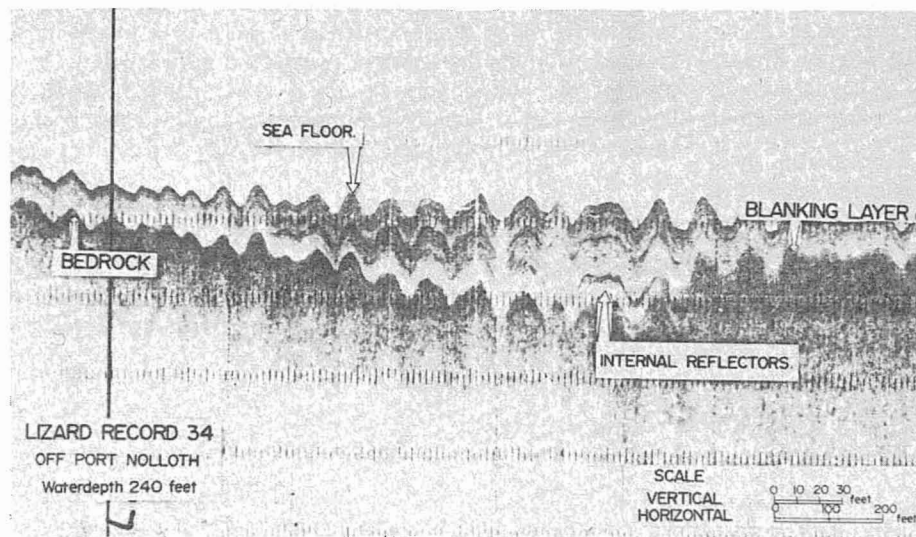 SEA FLOOR.
BLANKING LAYER
BEDROCK
INTERNAL REFLECTORS.
LIZARD RECORD 34
OFF PORT NOLLOTH
Waterdepth 240 feet
SCALE
VERTICAL 0 10 20 30 feet
HORIZONTAL 0 100 200 feet